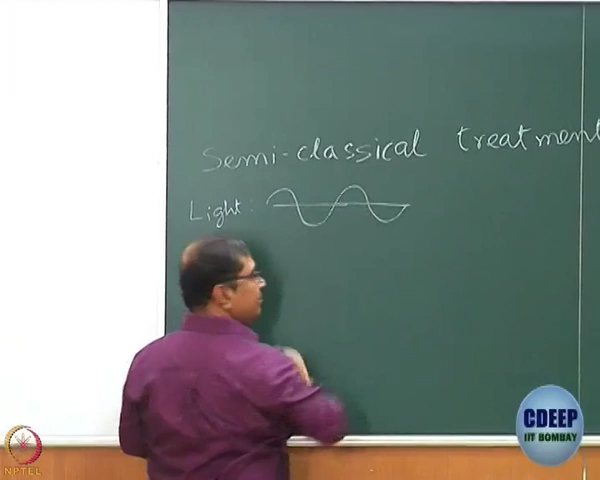 Semi-classical treatment
Light:
CDEEP
IIT BOMBAY
NPTEL